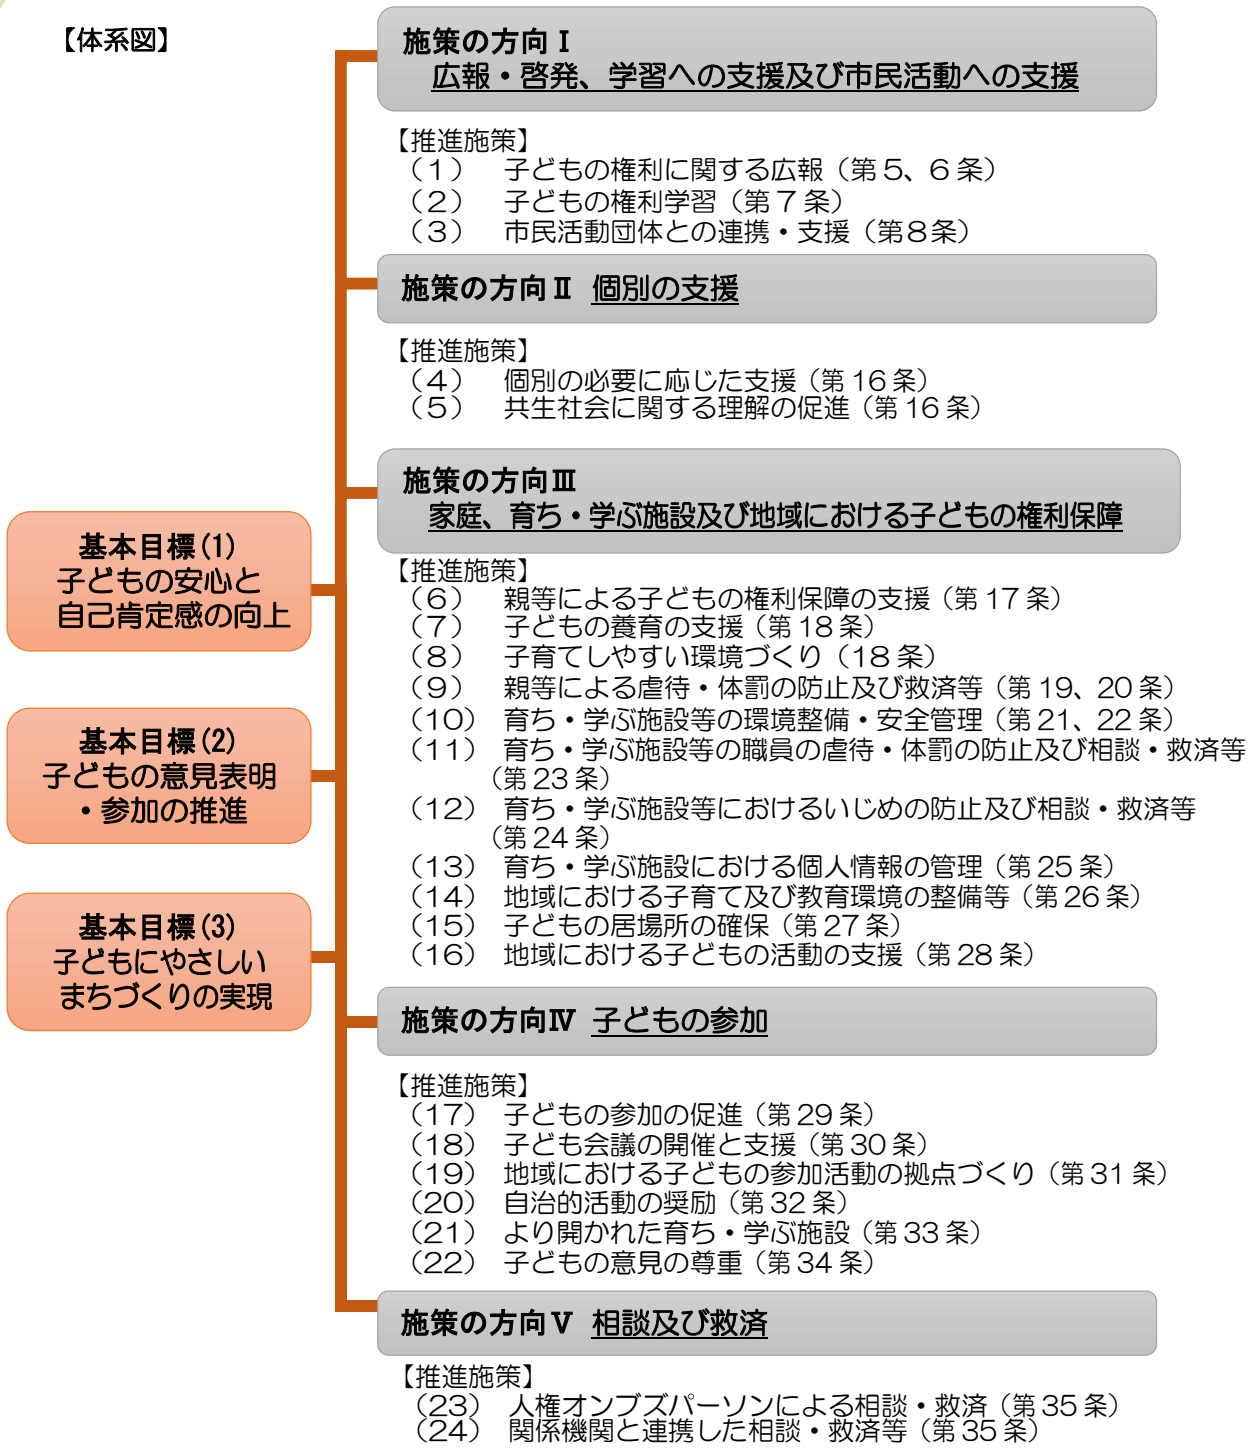 【体系図】
基本目標(1)
子どもの安心と
自己肯定感の向上
基本目標(2)
子どもの意見表明
・参加の推進
基本目標(3)
子どもにやさしい
まちづくりの実現
施策の方向Ⅰ
広報・啓発、学習への支援及び市民活動への支援
【推進施策】
（１） 子どもの権利に関する広報（第５、６条）
（２） 子どもの権利学習（第７条）
（３） 市民活動団体との連携・支援（第８条）
施策の方向Ⅱ 個別の支援
【推進施策】
（４） 個別の必要に応じた支援（第16条）
（５） 共生社会に関する理解の促進（第16条）
施策の方向Ⅲ
家庭、育ち・学ぶ施設及び地域における子どもの権利保障
【推進施策】
（６） 親等による子どもの権利保障の支援（第17条）
（７） 子どもの養育の支援（第18条）
（８） 子育てしやすい環境づくり（18条）
（９） 親等による虐待・体罰の防止及び救済等（第19、20条）
（10） 育ち・学ぶ施設等の環境整備・安全管理（第21、22条）
（11） 育ち・学ぶ施設等の職員の虐待・体罰の防止及び相談・救済等
（第23条）
（12） 育ち・学ぶ施設等におけるいじめの防止及び相談・救済等
（第24条）
（13） 育ち・学ぶ施設における個人情報の管理（第25条）
（14） 地域における子育て及び教育環境の整備等（第26条）
（15） 子どもの居場所の確保（第27条）
（16） 地域における子どもの活動の支援（第28条）
施策の方向Ⅳ 子どもの参加
【推進施策】
（17） 子どもの参加の促進（第29条）
（18） 子ども会議の開催と支援（第30条）
（19） 地域における子どもの参加活動の拠点づくり（第31条）
（20） 自治的活動の奨励（第32条）
（21） より開かれた育ち・学ぶ施設（第33条）
（22） 子どもの意見の尊重（第34条）
施策の方向Ⅴ 相談及び救済
【推進施策】
（23） 人権オンブズパーソンによる相談・救済（第35条）
（24） 関係機関と連携した相談・救済等（第35条）